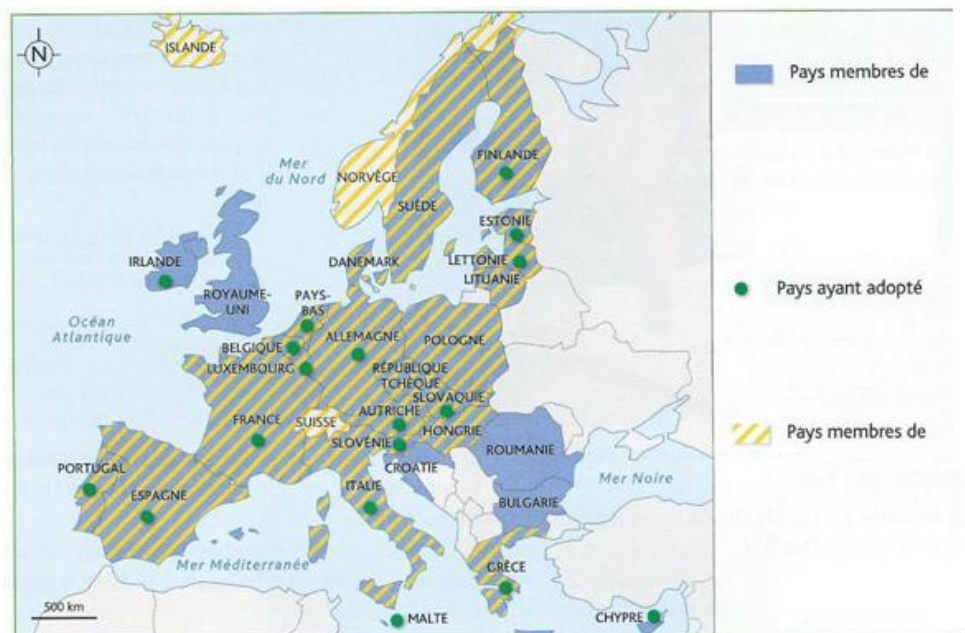 N
ISLANDE
Mer
du Nord
NORVÈGE
FINLANDE
SUÈDE
ESTONIE
IRLANDE
DANEMARK
LETTONIE
LITUANIE
ROYAUME-
UNI
PAYS-
BAS
Océan
Atlantique
BELGIQUE
ALLEMAGNE
POLOGNE
LUXEMBOURG
RÉPUBLIQUE
TCHÈQUE
SLOVAQUIE
FRANCE
SUISSE
AUTRICHE
HONGRIE
SLOVÉNIE
ROUMANIE
CROATIE
PORTUGAL
ESPAGNE
ITALIE
BULGARIE
Mer Noire
Mer Méditerranée
GRÈCE
500 km
MALTE
CHYPRE
Pays membres de
Pays ayant adopté
Pays membres de